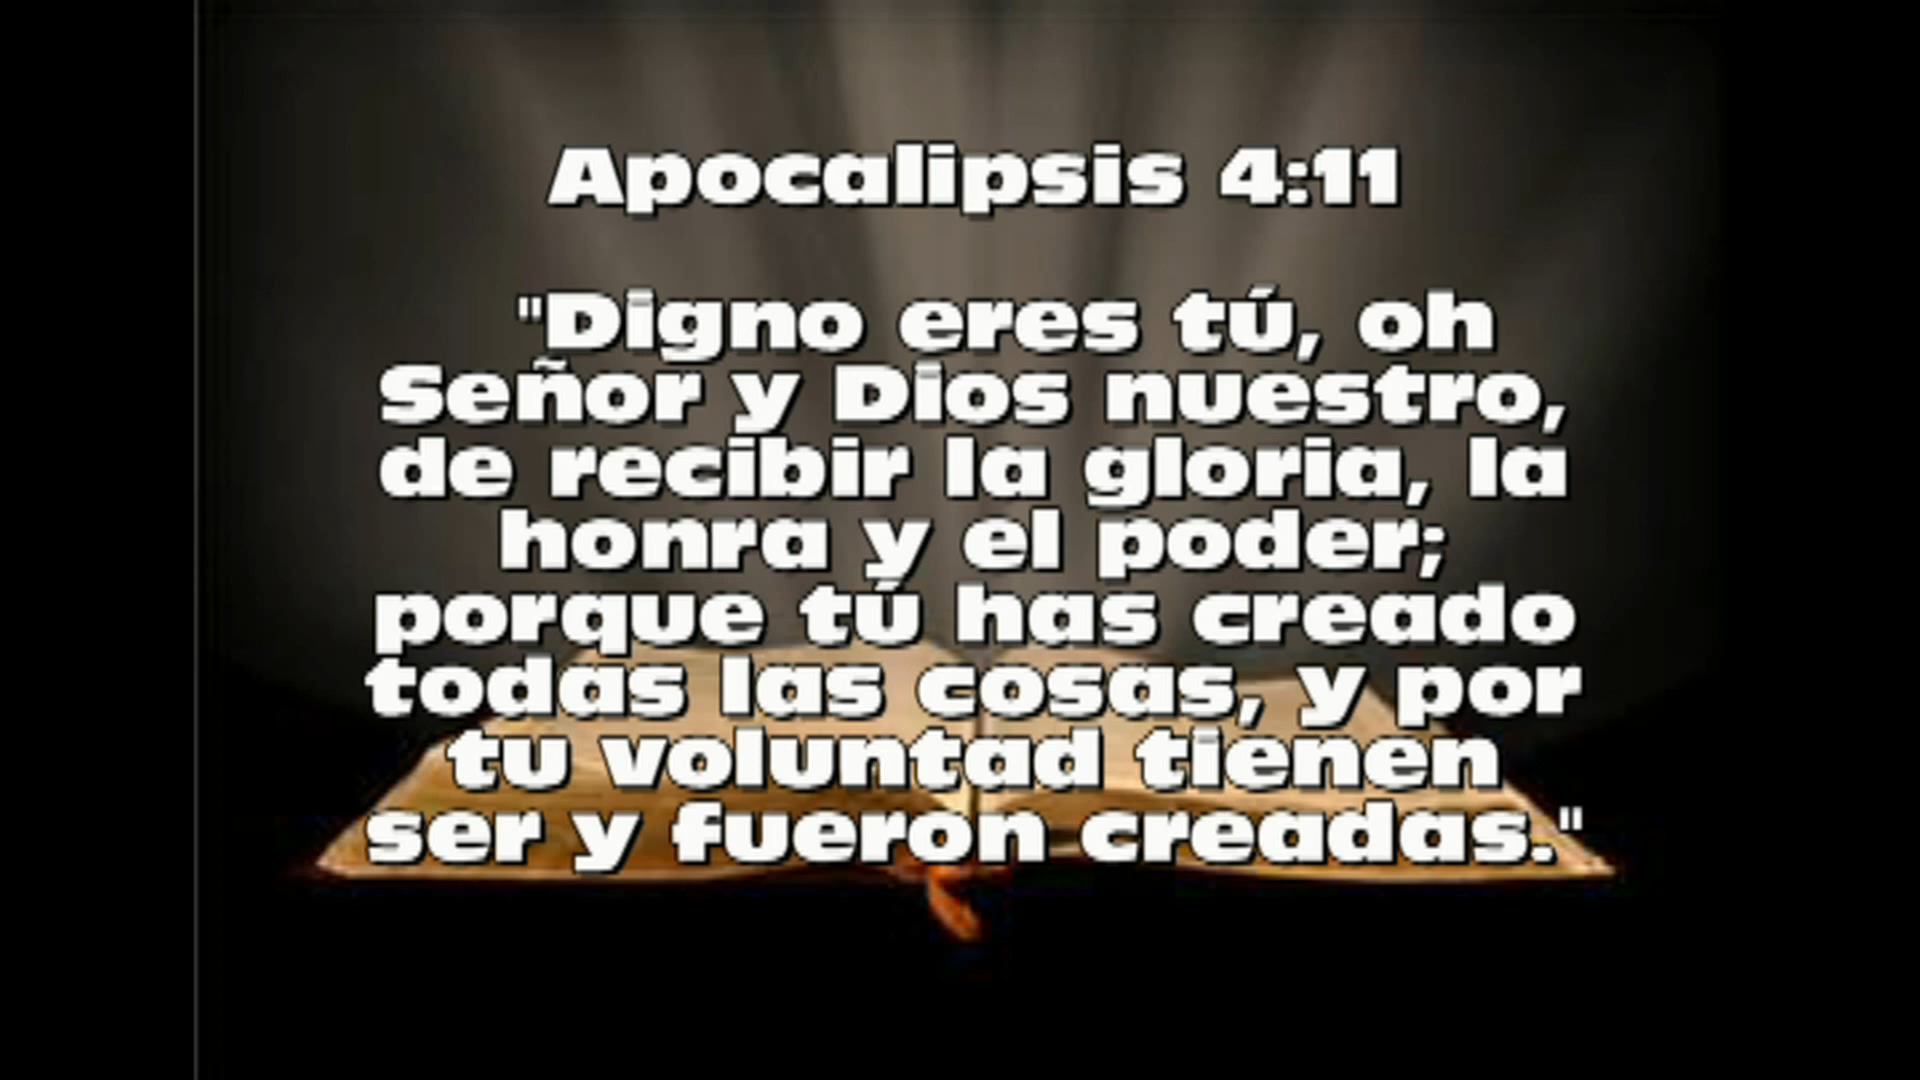 Apocalipsis 4:11
"Digno eres tú, oh
Señor y Dios nuestro,
de recibir la gloria, la
honra y el poder;
porque tú has creado
todas las cosas, y por
tu voluntad tienen
ser y fueron creadas."